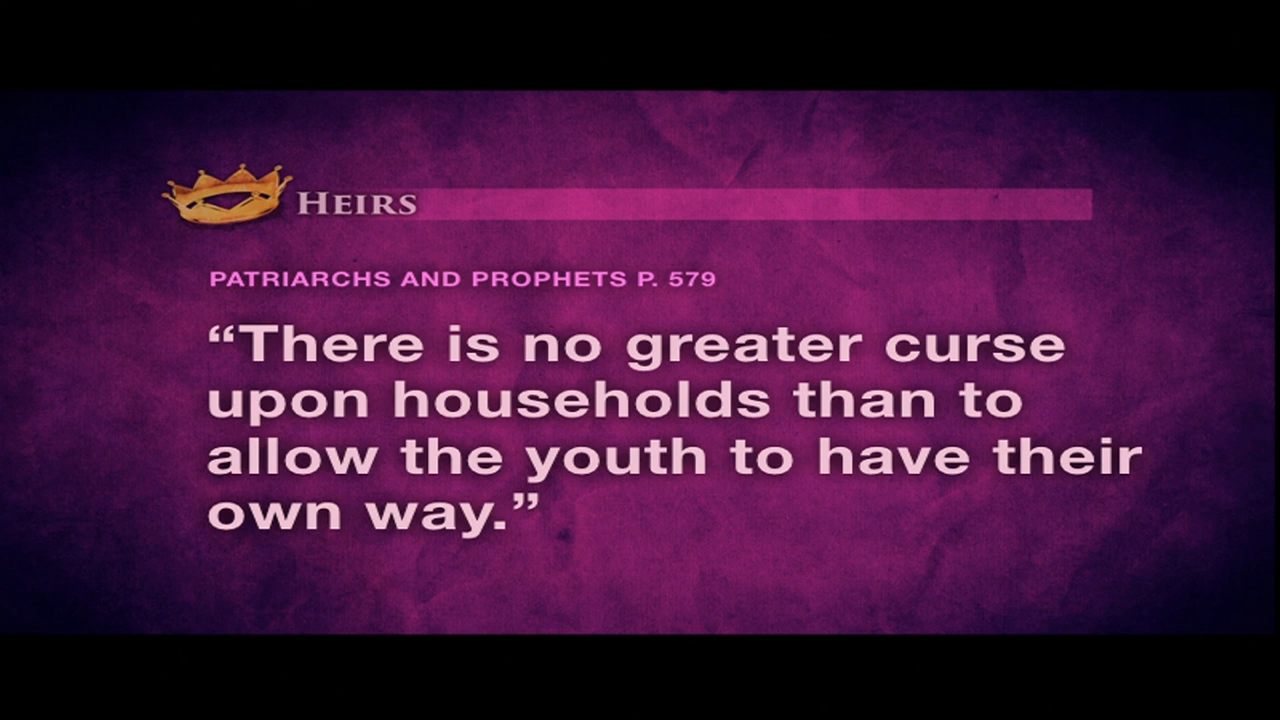 HEIRS
PATRIARCHS AND PROPHETS P. 579
“There is no greater curse
upon households than to
allow the youth to have their
own way.”